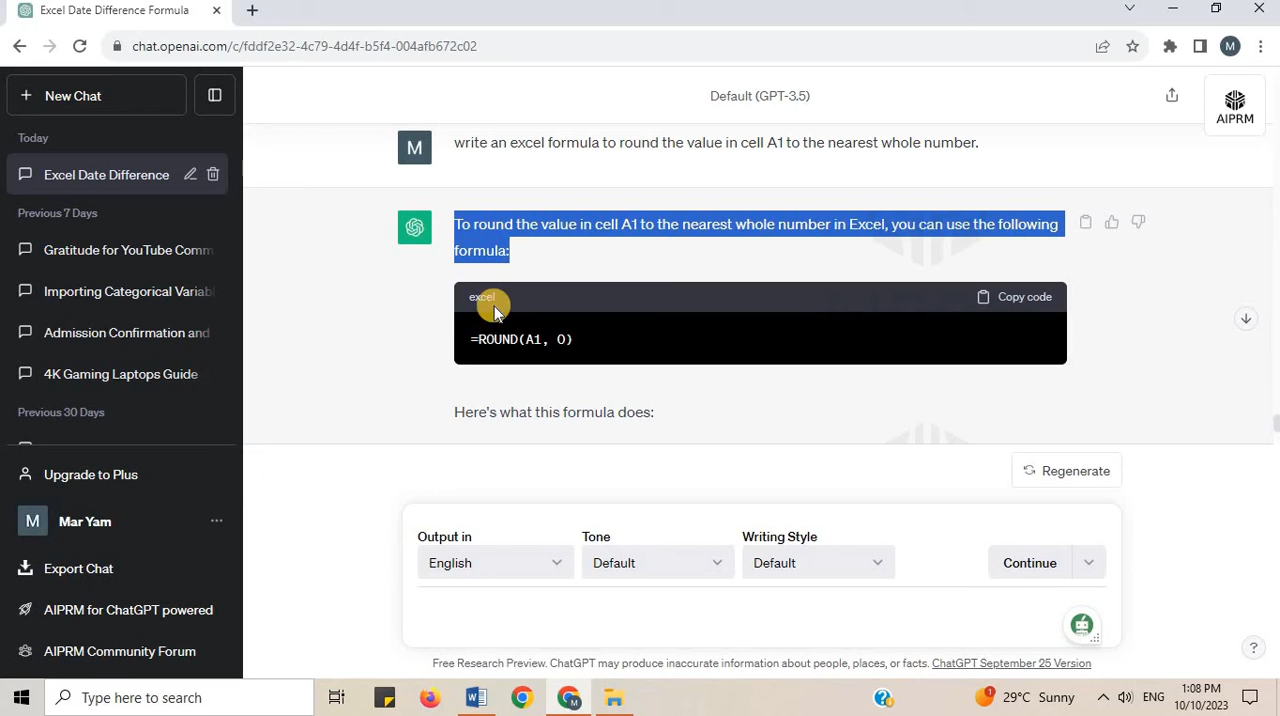 Excel Date Difference Formula
chat.openai.com/c/fddf2e32-4c79-4d4f-b5f4-004afb672c02
M
New Chat
Default (GPT-3.5)
AIPRM
Today
Excel Date Difference
Previous 7 Days
Gratitude for YouTube Comm
Importing Categorical Variab
Admission Confirmation and
4K Gaming Laptops Guide
Previous 30 Days
Upgrade to Plus
M Mar Yam
Export Chat
AIPRM for ChatGPT powered
AIPRM Community Forum
M write an excel formula to round the value in cell A1 to the nearest whole number.
To round the value in cell A1 to the nearest whole number in Excel, you can use the following
formula:
excel Copy code
=ROUND(A1, 0)
Here's what this formula does:
Regenerate
Output in Tone Writing Style
English Default Default Continue
Free Research Preview. ChatGPT may produce inaccurate information about people, places, or facts. ChatGPT September 25 Version
?
Type here to search
W
M
?
1
29°C Sunny
ENG
1:08 PM
10/10/2023